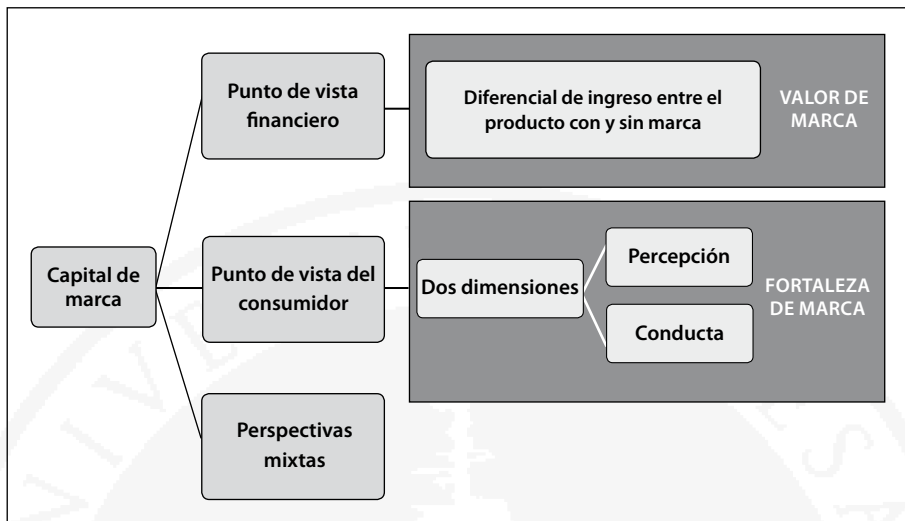 Punto de vista
financiero
Diferencial de ingreso entre el
producto con y sin marca
VALOR DE
MARCA
Capital de
marca
Punto de vista del
consumidor
Dos dimensiones
Percepción
Conducta
FORTALEZA
DE MARCA
Perspectivas
mixtas